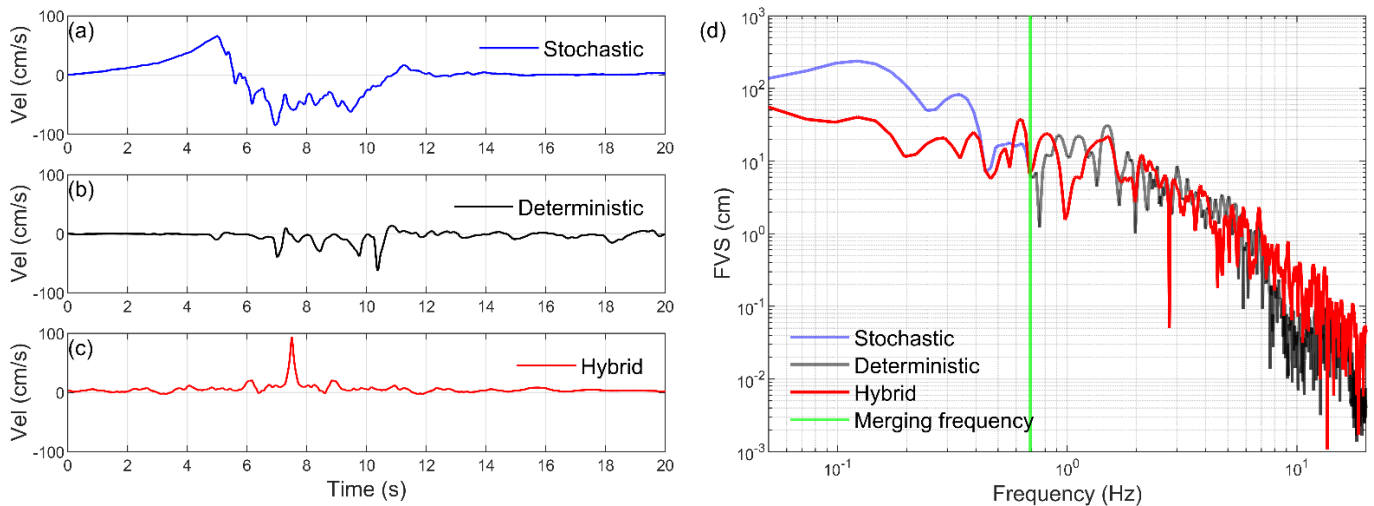 (a)
Stochastic
Vel (cm/s)
100
0
-100
0 2 4 6 8 10 12 14 16 18 20
(b)
Deterministic
Vel (cm/s)
100
0
-100
0 2 4 6 8 10 12 14 16 18 20
(c)
Hybrid
Vel (cm/s)
100
0
-100
0 2 4 6 8 10 12 14 16 18 20
Time (s)
(d)
FVS (cm)
10³
10²
10¹
10⁰
10⁻¹
10⁻²
10⁻³
Stochastic
Deterministic
Hybrid
Merging frequency
10⁻¹ 10⁰ 10¹
Frequency (Hz)